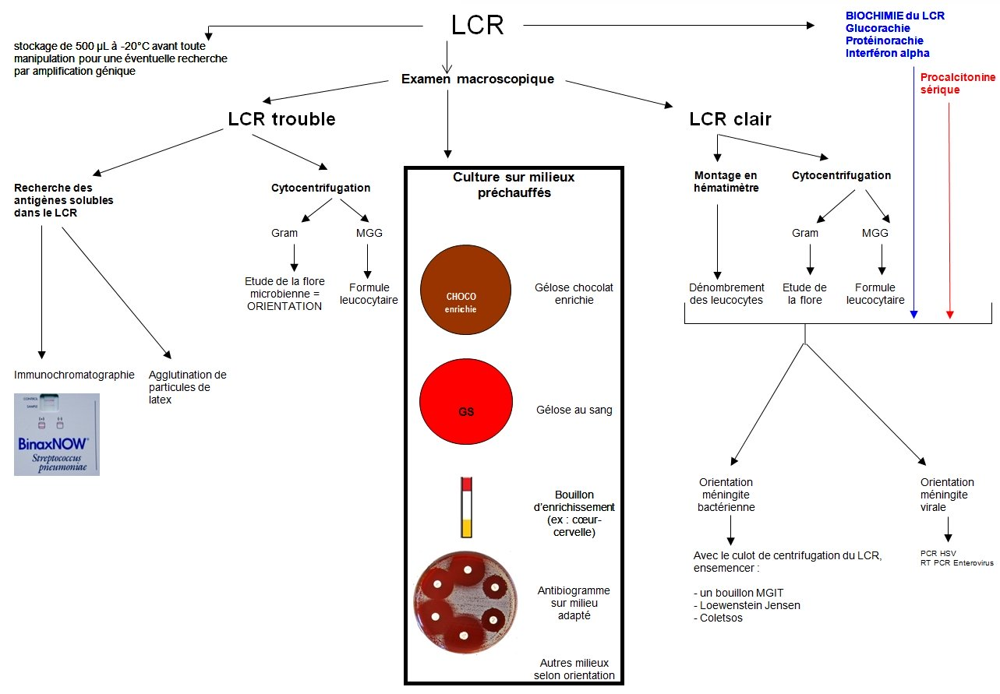 LCR
stockage de 500 µL à -20°C avant toute
manipulation pour une éventuelle recherche
par amplification génique
BIOCHIMIE du LCR
Glucorachie
Protéinorachie
Interféron alpha
Procalcitonine
sérique
Examen macroscopique
LCR trouble
LCR clair
Recherche des
antigènes solubles
dans le LCR
Cytocentrifugation
Gram
MGG
Etude de la flore
microbienne =
ORIENTATION
Formule
leucocytaire
Immunochromatographie
Agglutination de
particules de
latex
CONTROL
SAMPLE
(+)
(-)
BinaxNOW®
Streptococcus
pneumoniae
Culture sur milieux
préchauffés
CHOCO
enrichie
Gélose chocolat
enrichie
GS
Gélose au sang
Bouillon
d’enrichissement
(ex : cœur-
cervelle)
Antibiogramme
sur milieu
adapté
Autres milieux
selon orientation
Montage en
hématimètre
Cytocentrifugation
Gram
MGG
Dénombrement
des leucocytes
Etude de
la flore
Formule
leucocytaire
Orientation
méningite
bactérienne
Orientation
méningite
virale
Avec le culot de centrifugation du LCR,
ensemencer :
- un bouillon MGIT
- Loewenstein Jensen
- Coletsos
PCR HSV
RT PCR Enterovirus